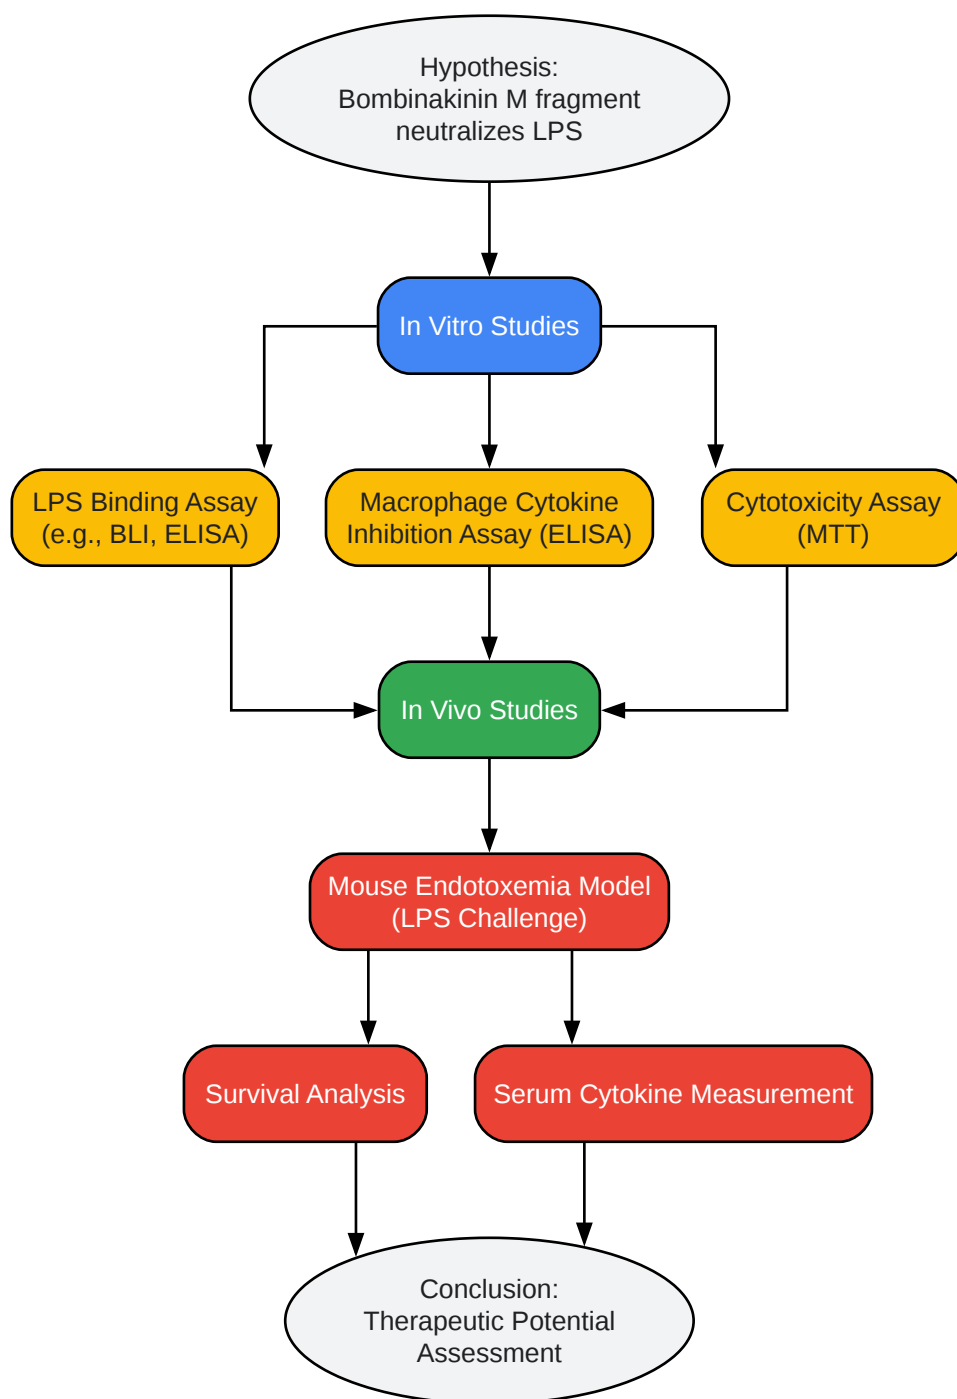 Hypothesis:
Bombinakinin M fragment
neutralizes LPS
In Vitro Studies
LPS Binding Assay
(e.g., BLI, ELISA)
Macrophage Cytokine
Inhibition Assay (ELISA)
Cytotoxicity Assay
(MTT)
In Vivo Studies
Mouse Endotoxemia Model
(LPS Challenge)
Survival Analysis
Serum Cytokine Measurement
Conclusion:
Therapeutic Potential
Assessment